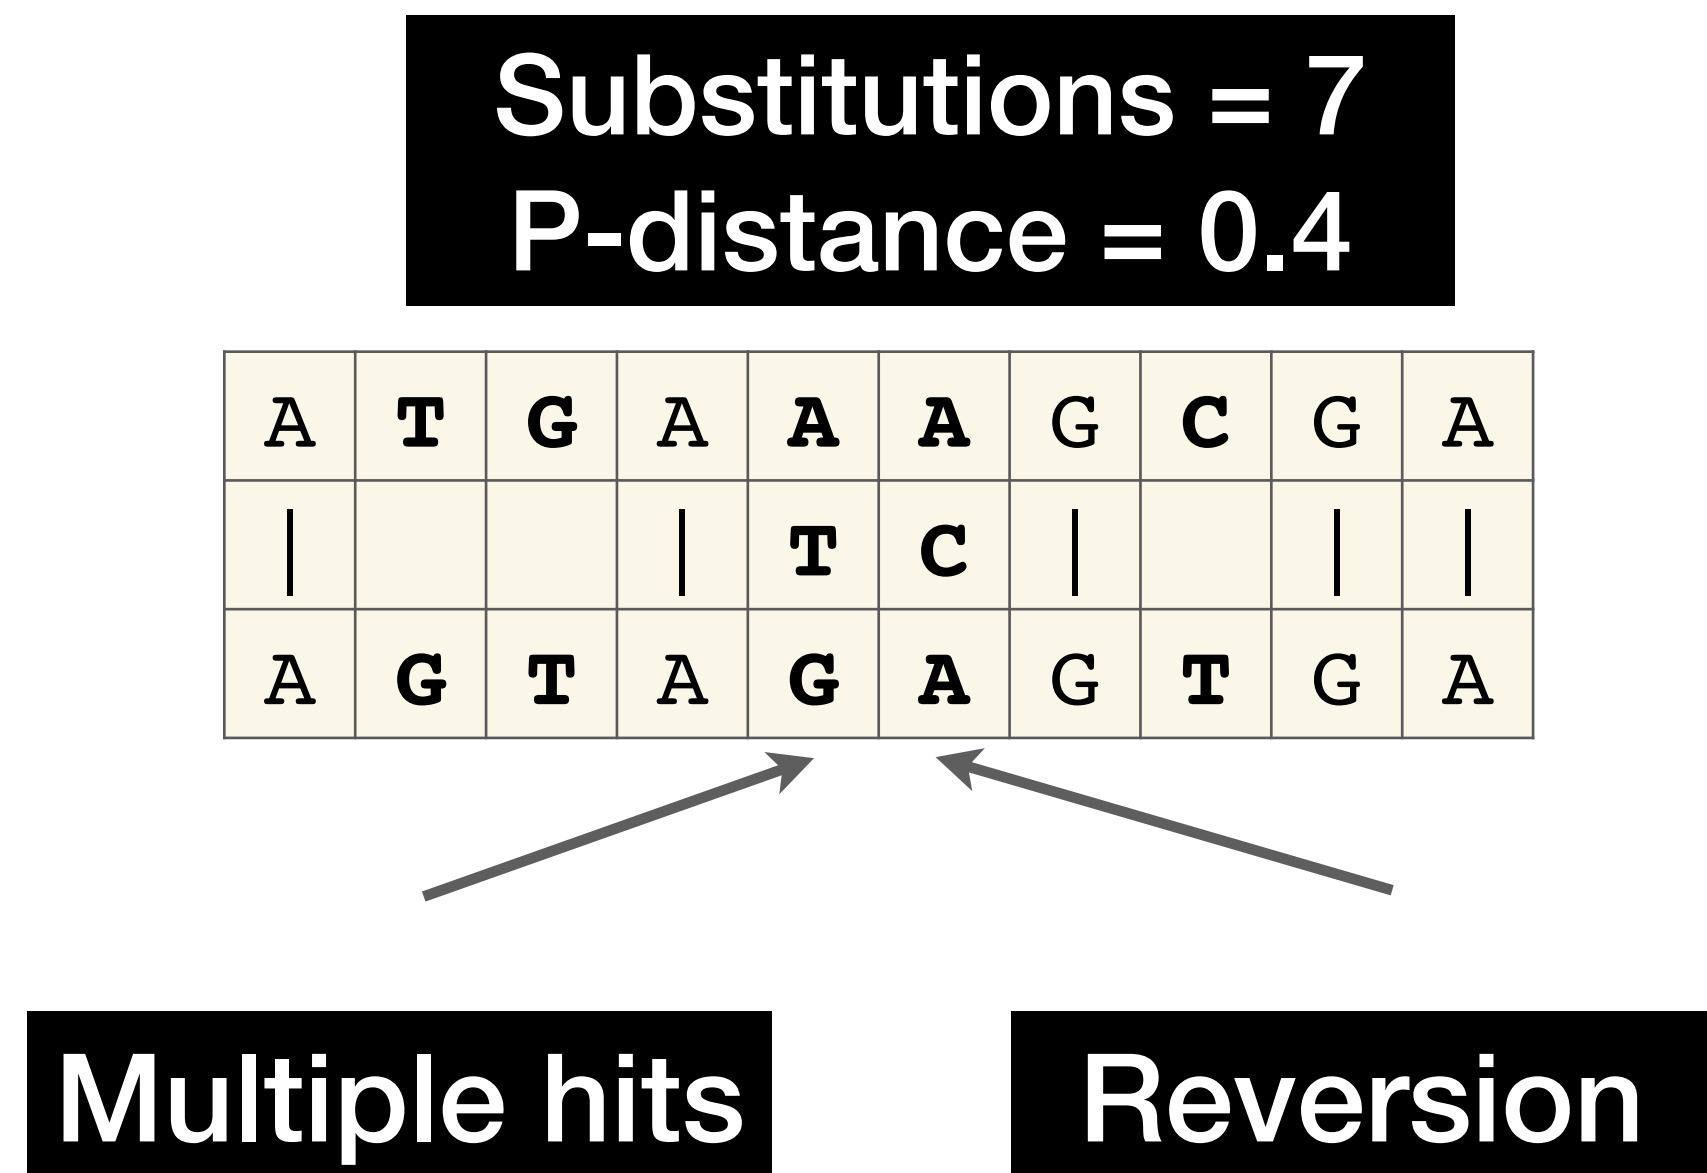 Substitutions = 7
P-distance = 0.4
A T G A A A G C G A
| | T C | | |
A G T A G A G T G A
Multiple hits
Reversion